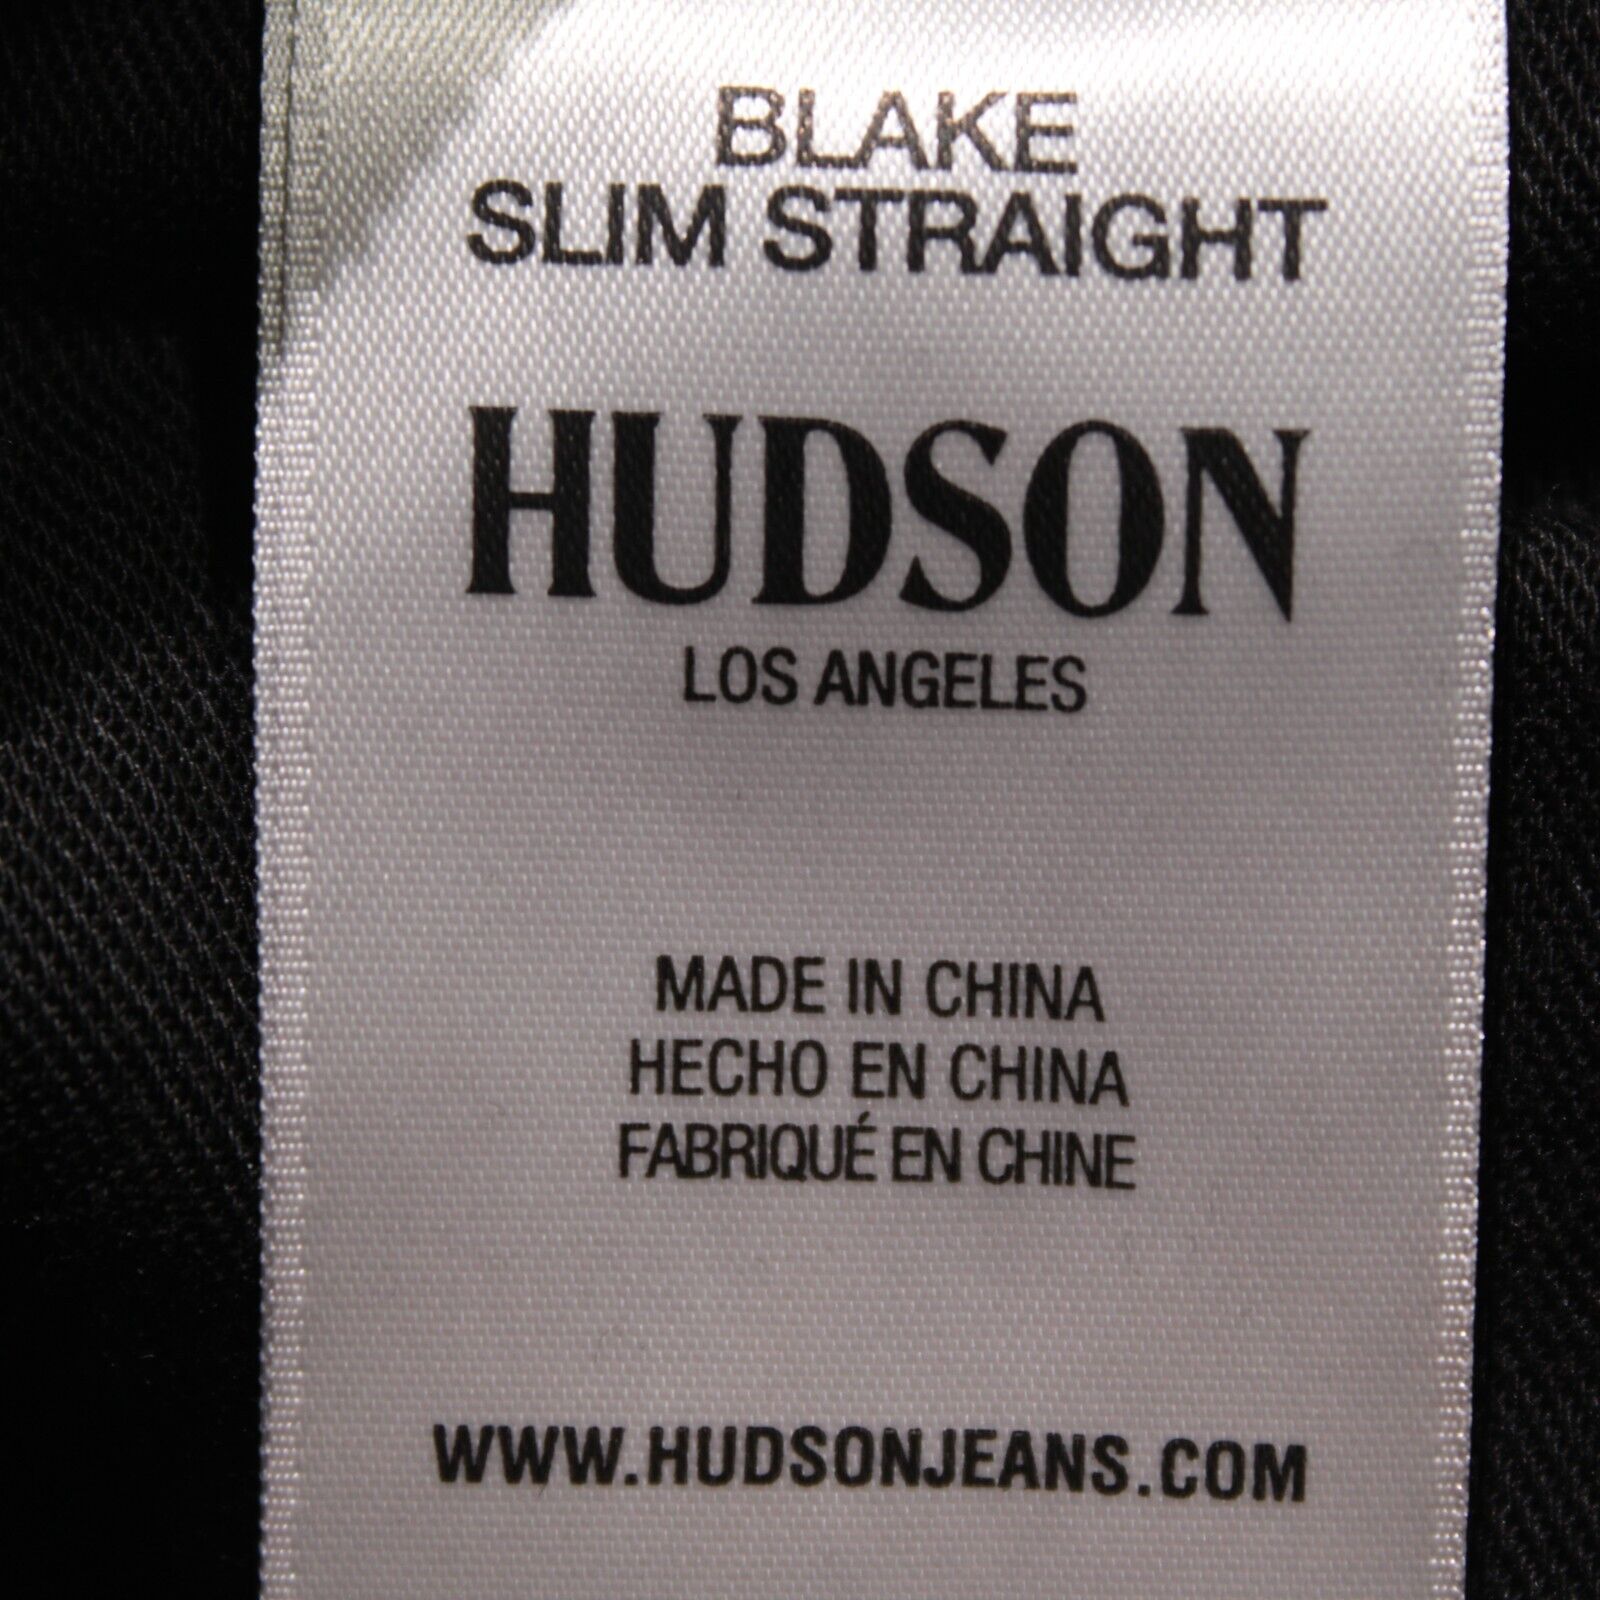 BLAKE
SLIM STRAIGHT
HUDSON
LOS ANGELES
MADE IN CHINA
HECHO EN CHINA
FABRIQUÉ EN CHINE
WWW.HUDSONJEANS.COM